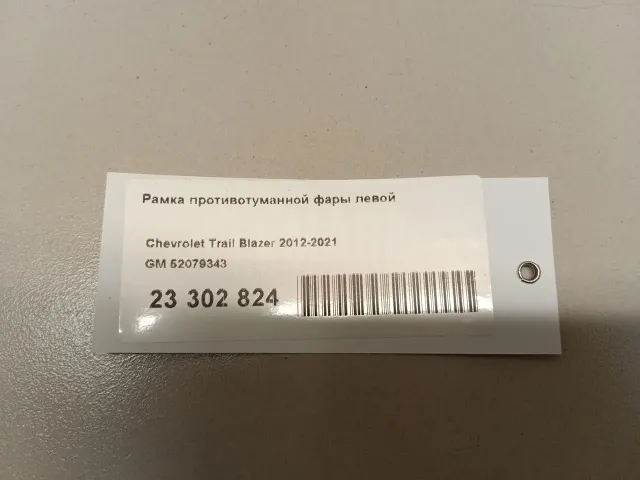 Рамка противотуманной фары левой
Chevrolet Trail Blazer 2012-2021
GM 52079343
23 302 824